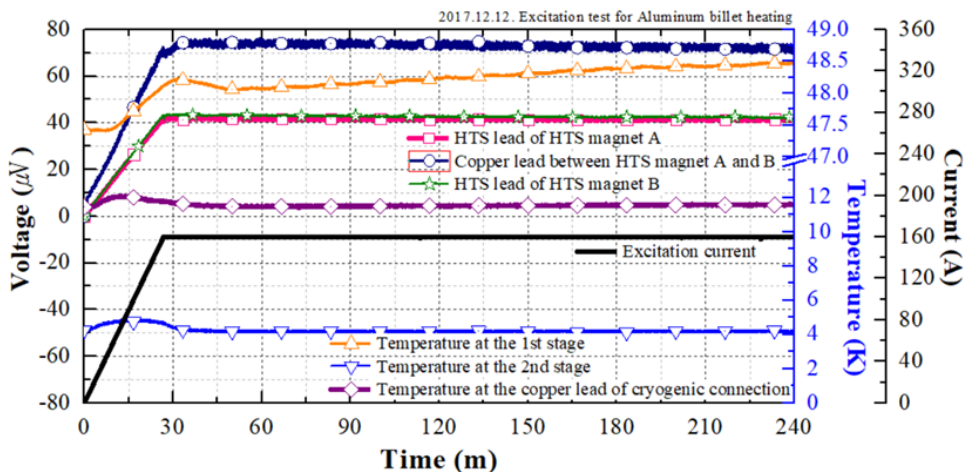 2017.12.12. Excitation test for Aluminum billet heating
80
60
40
20
0
-20
-40
-60
-80
Voltage (μV)
HTS lead of HTS magnet A
Copper lead between HTS magnet A and B
HTS lead of HTS magnet B
Excitation current
Temperature at the 1st stage
Temperature at the 2nd stage
Temperature at the copper lead of cryogenic connection
49.0
48.5
48.0
47.5
47.0
12
10
8
6
4
2
0
Temperature (K)
360
320
280
240
200
160
120
80
40
0
Current (A)
0 30 60 90 120 150 180 210 240
Time (m)